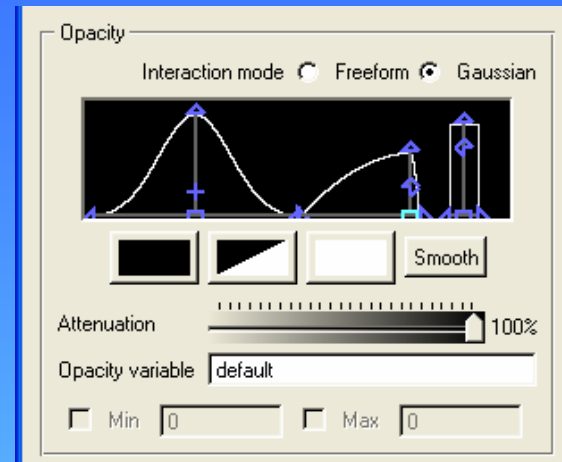 Opacity
Interaction mode Freeform Gaussian
Smooth
Attenuation 100%
Opacity variable default
Min 0 Max 0